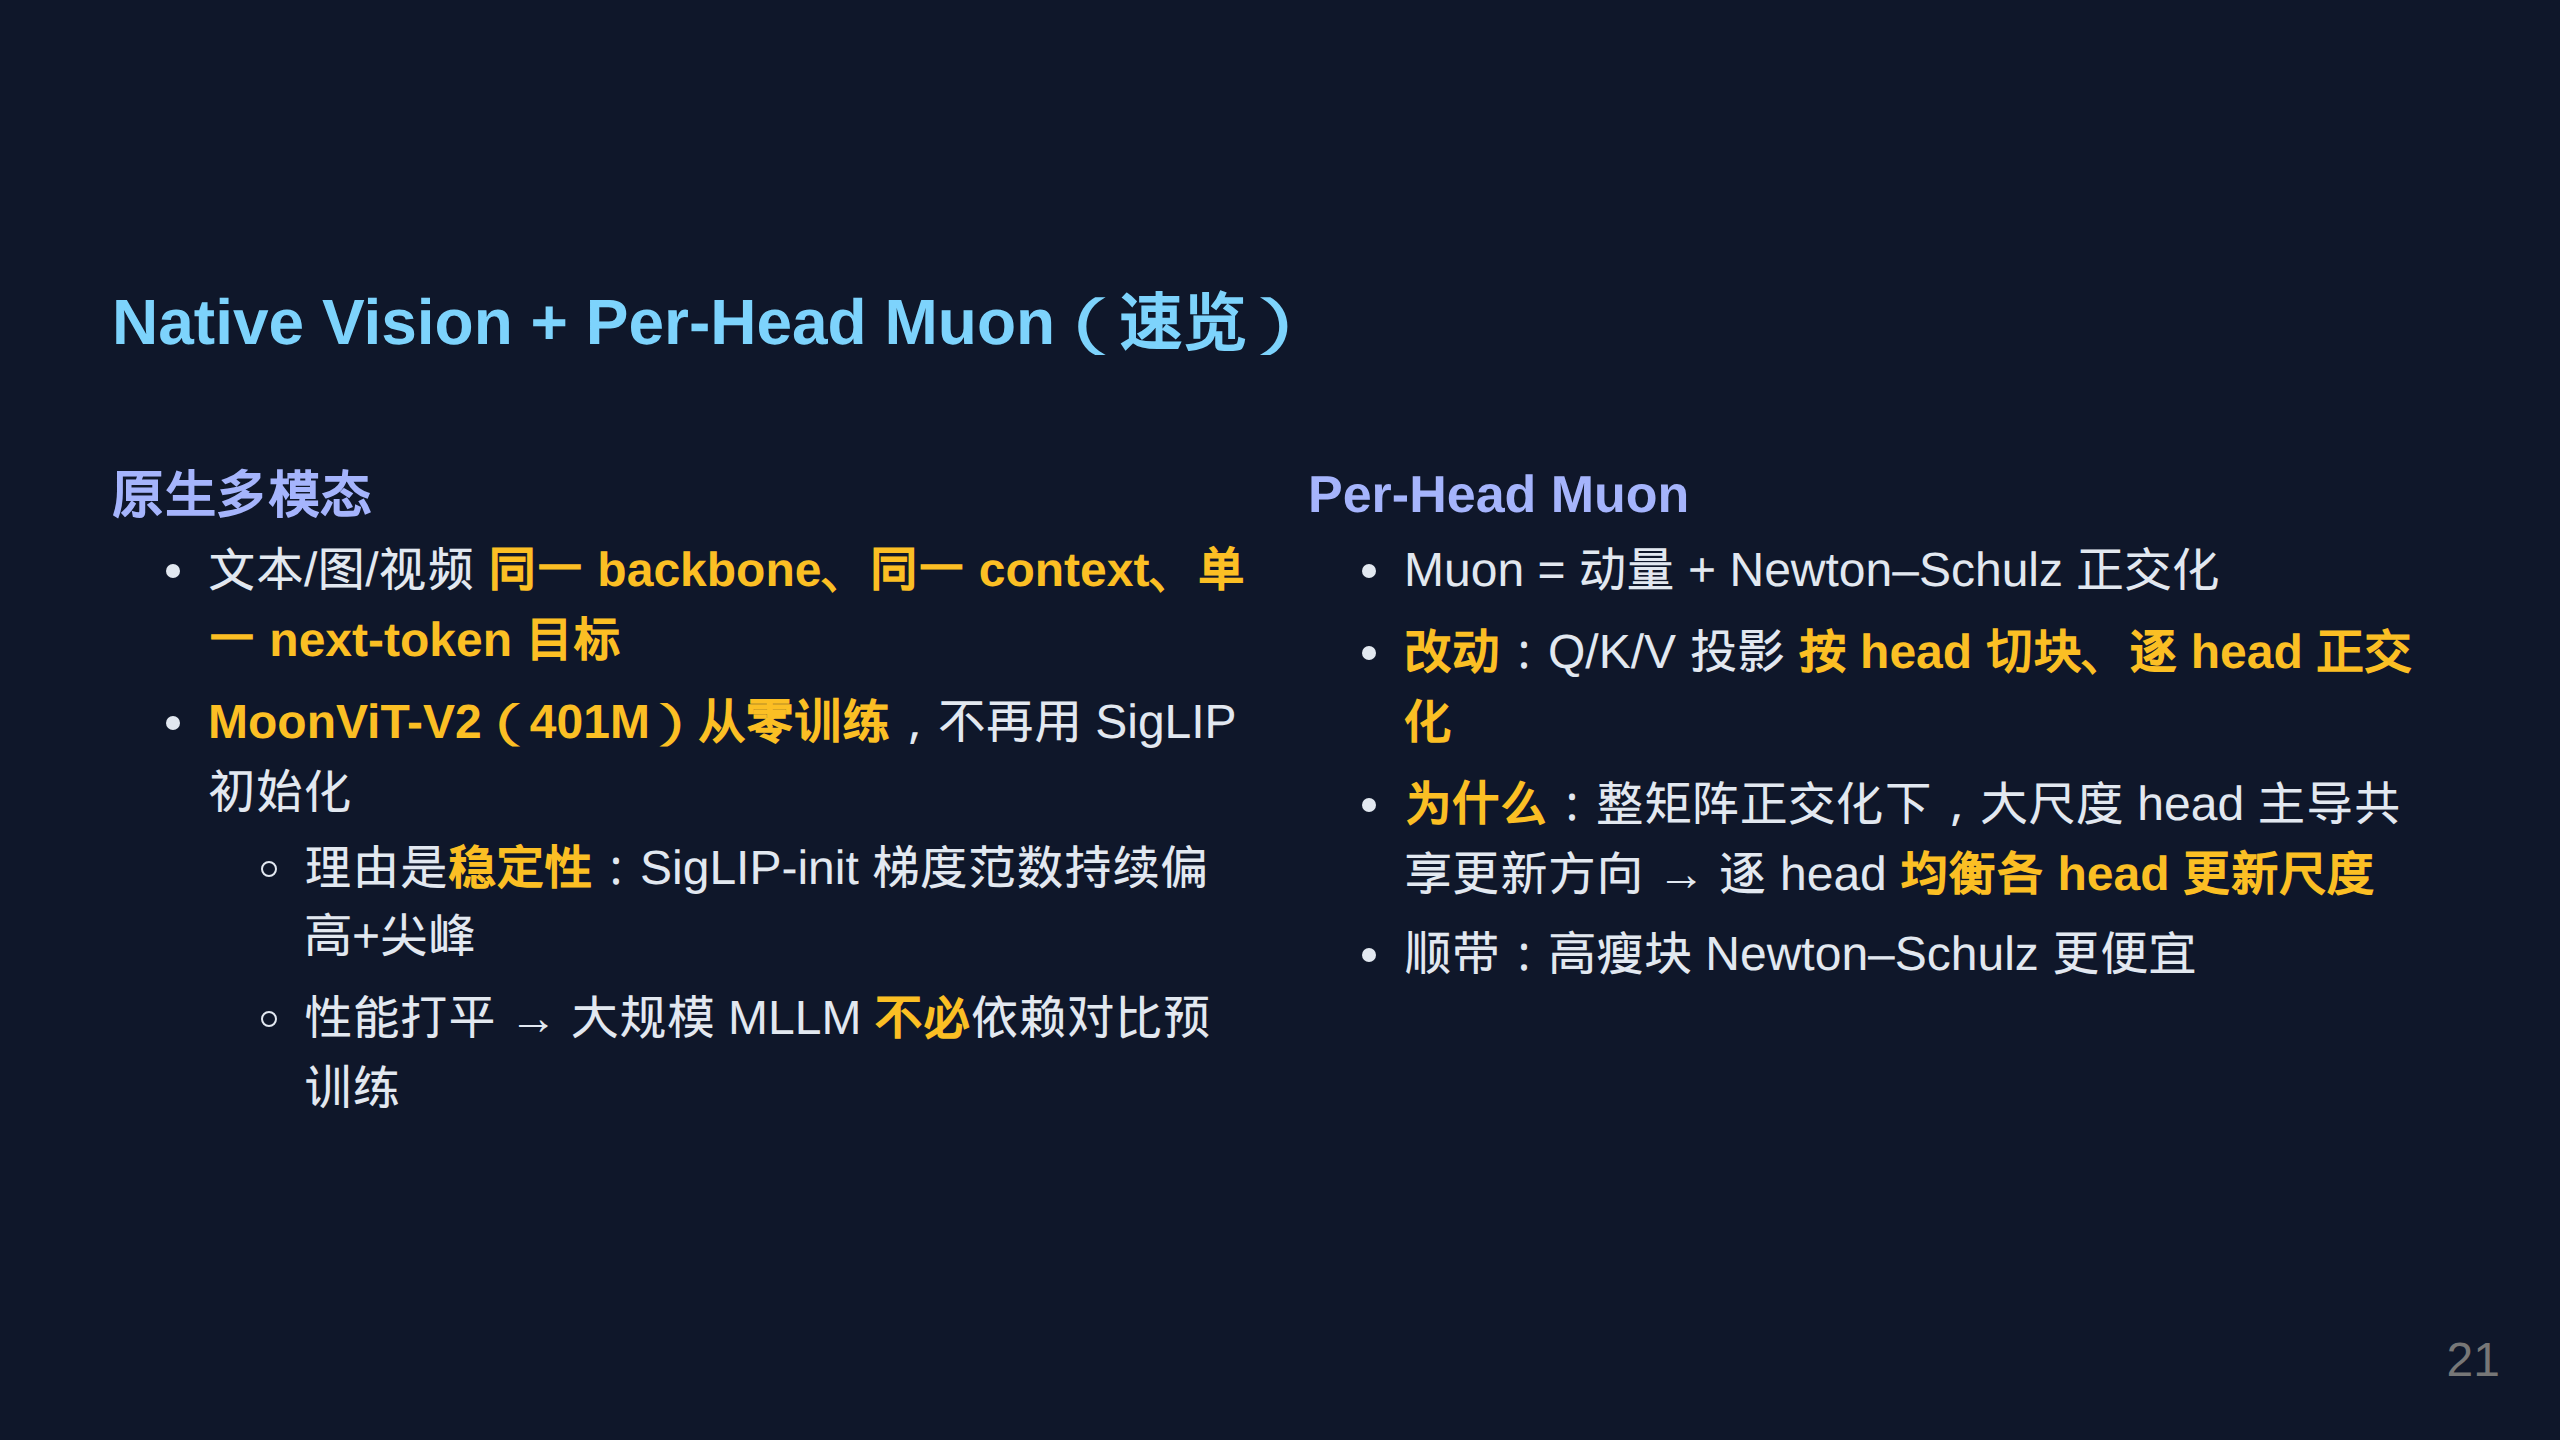 Native Vision + Per-Head Muon（速览）
原生多模态
• 文本/图/视频 同一 backbone、同一 context、单
一 next-token 目标
• MoonViT-V2（401M）从零训练，不再用 SigLIP
初始化
○ 理由是稳定性：SigLIP-init 梯度范数持续偏
高+尖峰
○ 性能打平 → 大规模 MLLM 不必依赖对比预
训练
Per-Head Muon
• Muon = 动量 + Newton–Schulz 正交化
• 改动：Q/K/V 投影 按 head 切块、逐 head 正交
化
• 为什么：整矩阵正交化下，大尺度 head 主导共
享更新方向 → 逐 head 均衡各 head 更新尺度
• 顺带：高瘦块 Newton–Schulz 更便宜
21